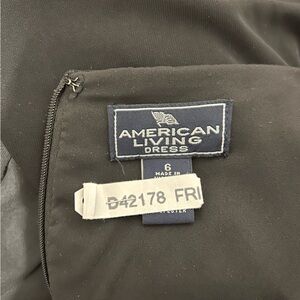 AMERICAN
LIVING
DRESS
6
MADE IN
D42178 FRI